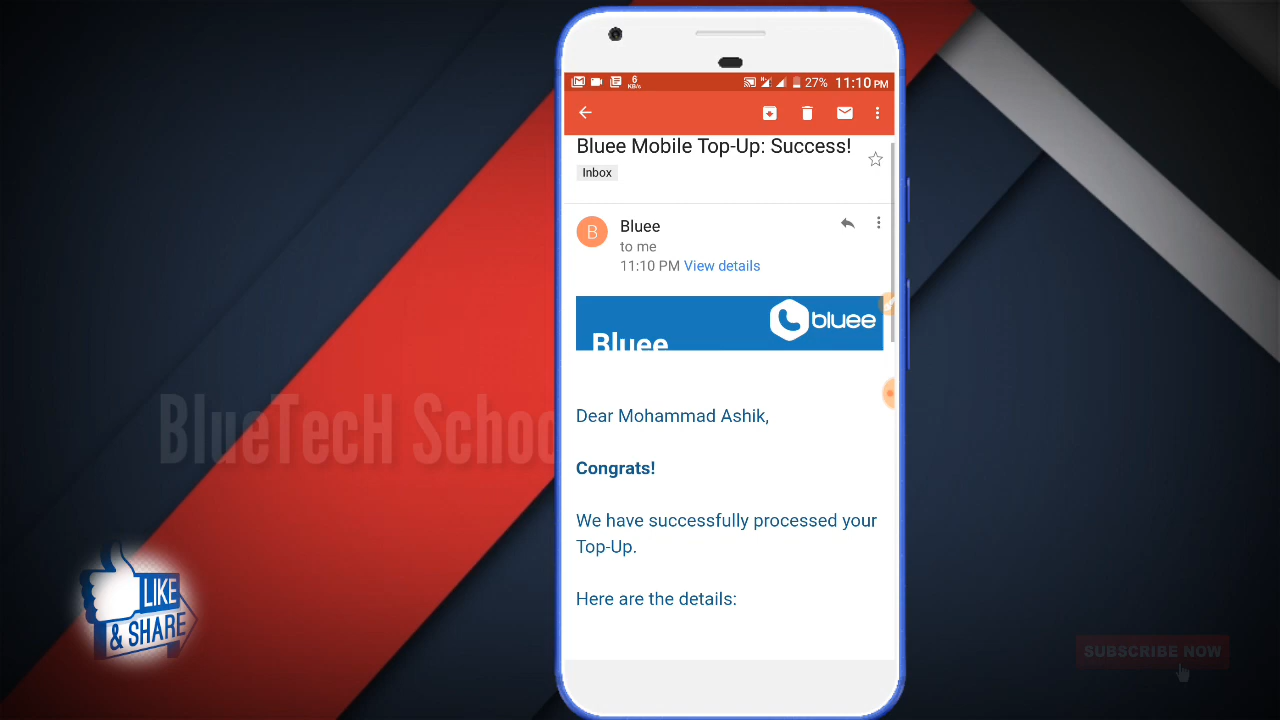 6
KB/s
27%
11:10 PM
Bluee Mobile Top-Up: Success!
Inbox
B
Bluee
to me
11:10 PM View details
bluee
Bluee
Dear Mohammad Ashik,
Congrats!
We have successfully processed your
Top-Up.
Here are the details:
BlueTecH Schoo
LIKE
& SHARE
SUBSCRIBE NOW